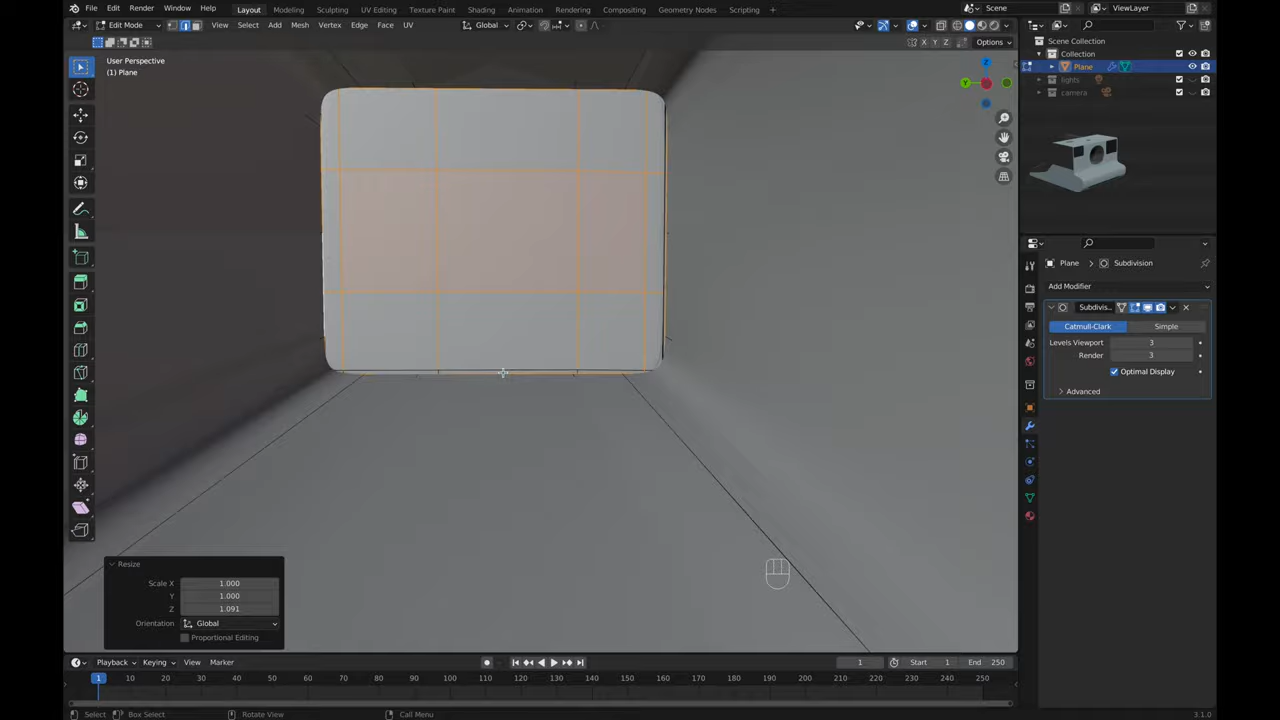 File Edit Render Window Help Layout Modeling Sculpting UV Editing Texture Paint Shading Animation Rendering Compositing Geometry Nodes Scripting Scene ViewLayer
Edit Mode View Select Add Mesh Vertex Edge Face UV Global
X Y Z Options
User Perspective
(1) Plane
Scene Collection
Collection
Plane
lights
camera
Plane Subdivision
Add Modifier
Subdivis...
Catmull-Clark Simple
Levels Viewport 3
Render 3
Optimal Display
Advanced
Resize
Scale X 1.000
Y 1.000
Z 1.091
Orientation Global
Proportional Editing
Playback Keying View Marker 1 Start 1 End 250
1 10 20 30 40 50 60 70 80 90 100 110 120 130 140 150 160 170 180 190 200 210 220 230 240 250
Select Box Select Rotate View Call Menu 3.1.0